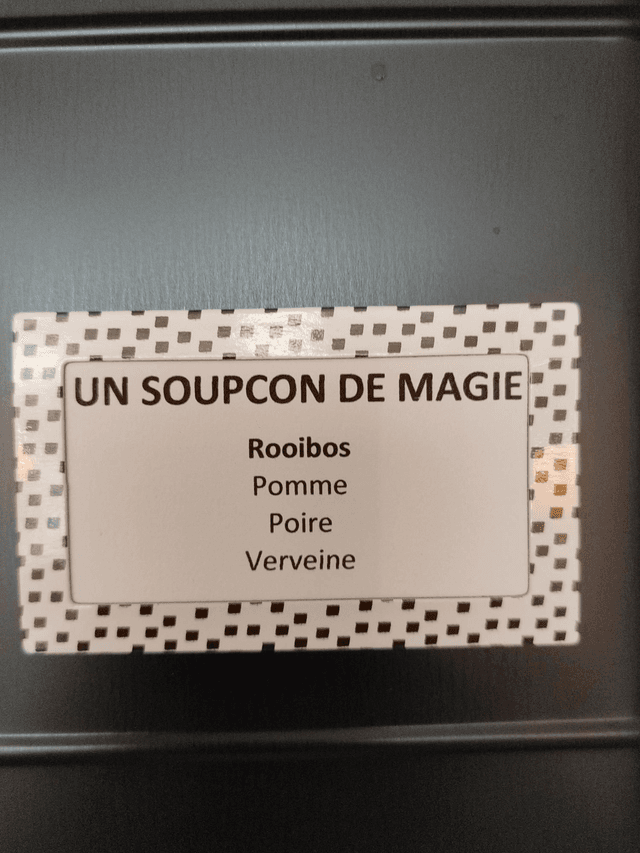 UN SOUPCON DE MAGIE
Rooibos
Pomme
Poire
Verveine